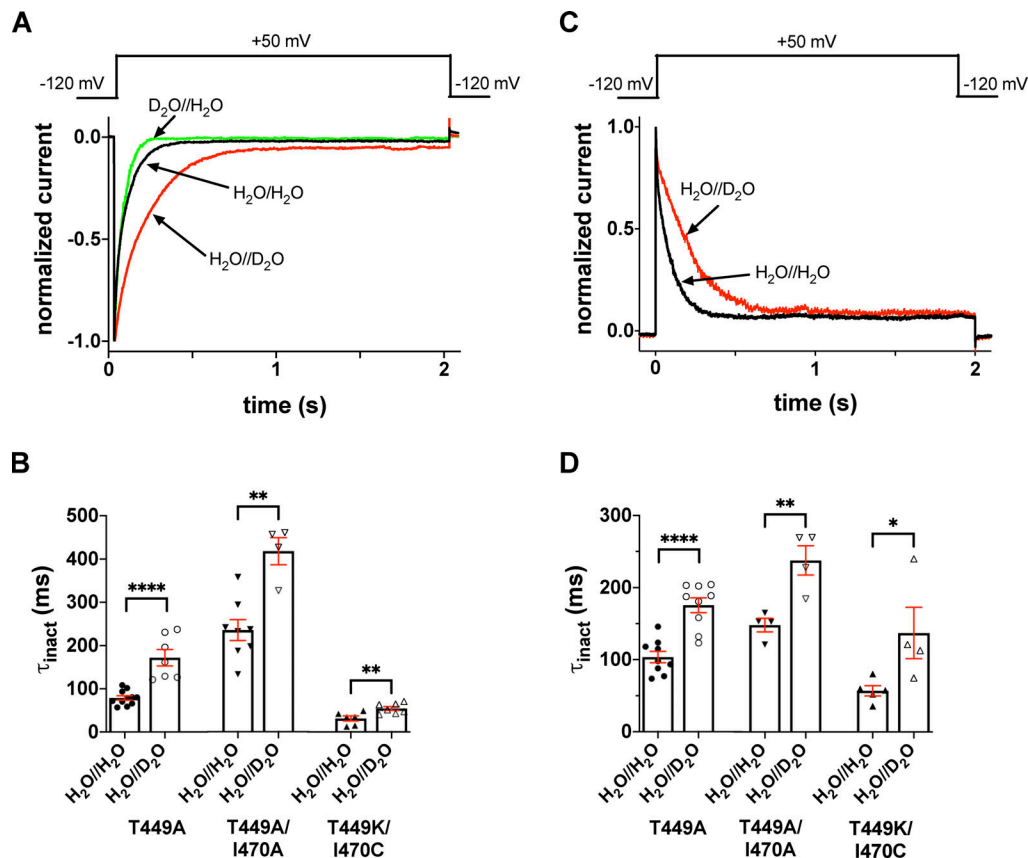 A
+50 mV
-120 mV
-120 mV
D₂O//H₂O
H₂O/H₂O
H₂O//D₂O
normalized current
0.0
-0.5
-1.0
0
1
2
time (s)
C
+50 mV
-120 mV
-120 mV
H₂O//D₂O
H₂O//H₂O
normalized current
1.0
0.5
0.0
0
1
2
time (s)
B
τinact (ms)
500
400
300
200
100
0
****
**
**
H₂O//H₂O
H₂O//D₂O
H₂O//H₂O
H₂O//D₂O
H₂O//H₂O
H₂O//D₂O
T449A
T449A/
I470A
T449K/
I470C
D
τinact (ms)
300
200
100
0
****
**
*
H₂O//H₂O
H₂O//D₂O
H₂O//H₂O
H₂O//D₂O
H₂O//H₂O
H₂O//D₂O
T449A
T449A/
I470A
T449K/
I470C